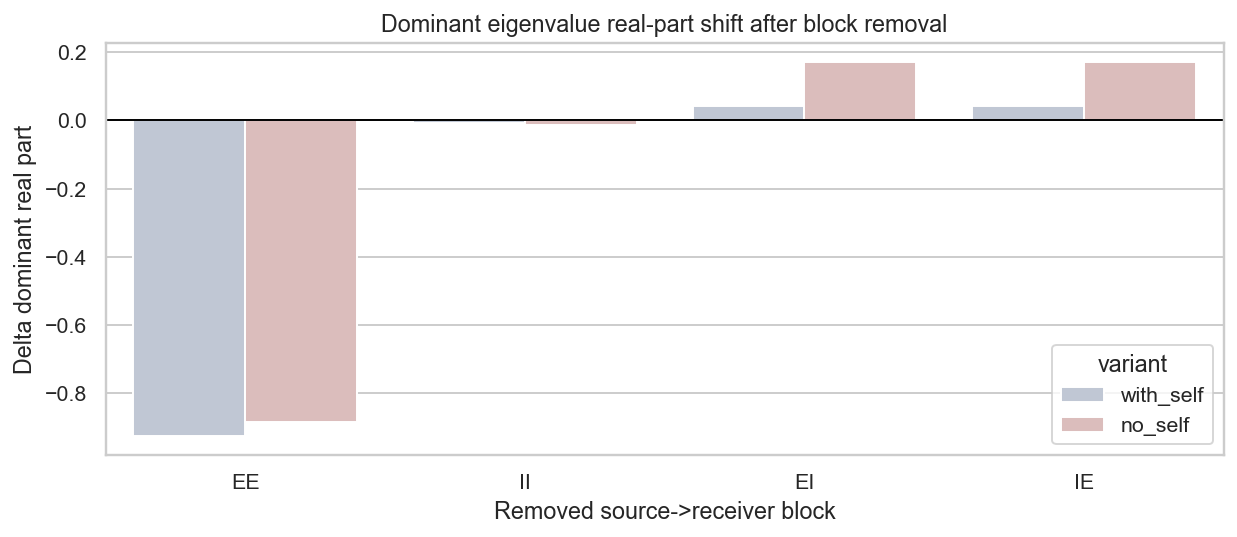 Dominant eigenvalue real-part shift after block removal
Delta dominant real part
0.2
0.0
−0.2
−0.4
−0.6
−0.8
EE
II
EI
IE
Removed source->receiver block
variant
with_self
no_self